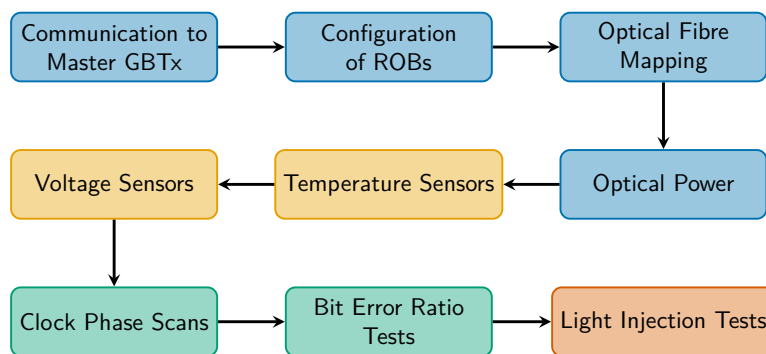 Communication to
Master GBTx
Configuration
of ROBs
Optical Fibre
Mapping
Optical Power
Temperature Sensors
Voltage Sensors
Clock Phase Scans
Bit Error Ratio
Tests
Light Injection Tests